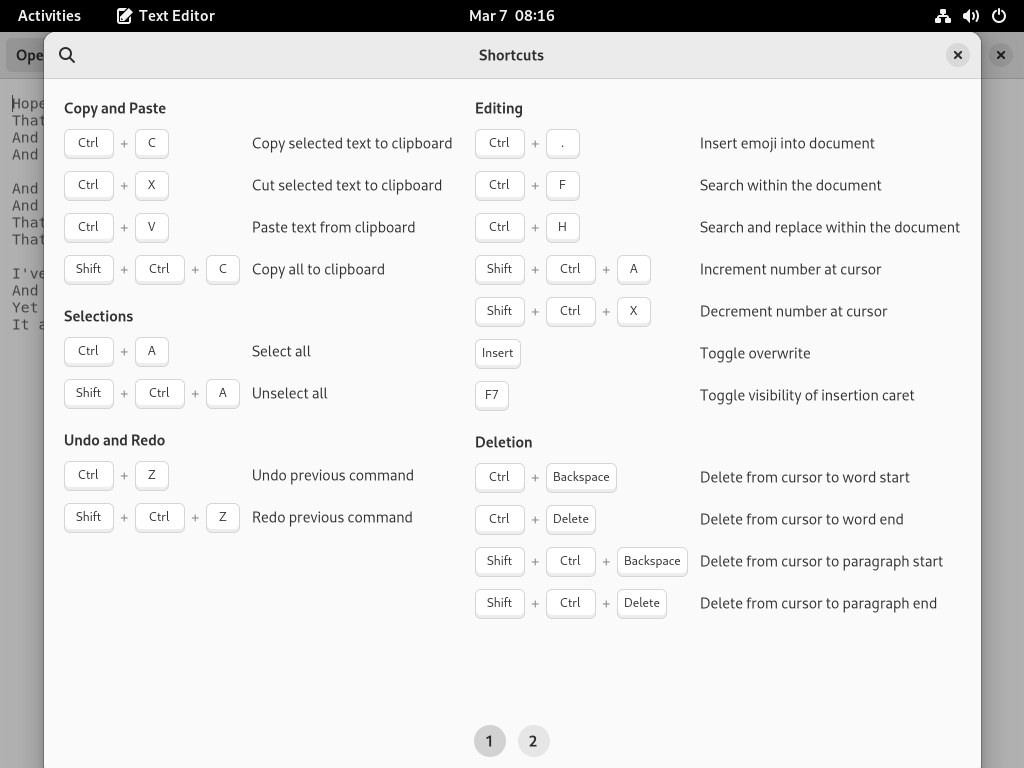 Activities Text Editor Mar 7 08:16
Ope
Shortcuts
Hope
That
And
And
And
And
That
That
I've
And
Yet
It a
Copy and Paste
Ctrl + C Copy selected text to clipboard
Ctrl + X Cut selected text to clipboard
Ctrl + V Paste text from clipboard
Shift + Ctrl + C Copy all to clipboard
Selections
Ctrl + A Select all
Shift + Ctrl + A Unselect all
Undo and Redo
Ctrl + Z Undo previous command
Shift + Ctrl + Z Redo previous command
Editing
Ctrl + . Insert emoji into document
Ctrl + F Search within the document
Ctrl + H Search and replace within the document
Shift + Ctrl + A Increment number at cursor
Shift + Ctrl + X Decrement number at cursor
Insert Toggle overwrite
F7 Toggle visibility of insertion caret
Deletion
Ctrl + Backspace Delete from cursor to word start
Ctrl + Delete Delete from cursor to word end
Shift + Ctrl + Backspace Delete from cursor to paragraph start
Shift + Ctrl + Delete Delete from cursor to paragraph end
1 2